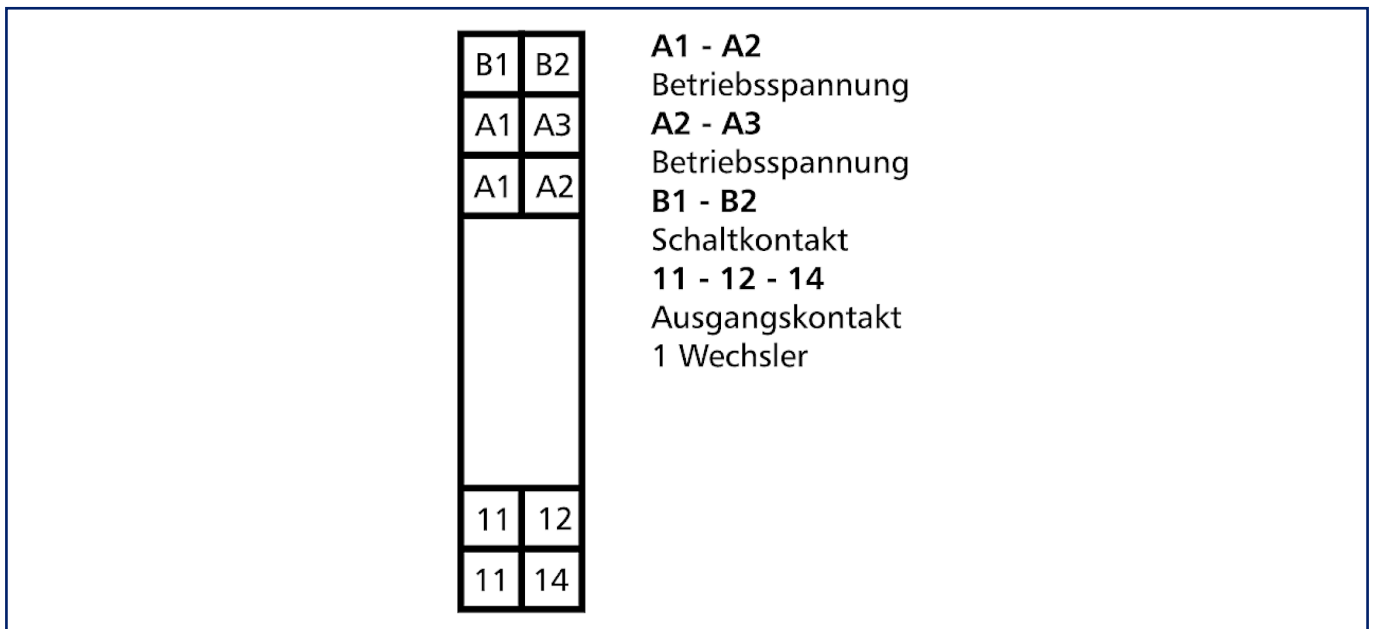 B1 B2
A1 A3
A1 A2
11 12
11 14
A1 - A2
Betriebsspannung
A2 - A3
Betriebsspannung
B1 - B2
Schaltkontakt
11 - 12 - 14
Ausgangskontakt
1 Wechsler